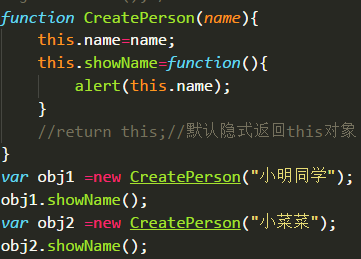 function CreatePerson(name){
    this.name=name;
    this.showName=function(){
        alert(this.name);
    }
    //return this;//默认隐式返回this对象
}
var obj1 =new CreatePerson("小明同学");
obj1.showName();
var obj2 =new CreatePerson("小菜菜");
obj2.showName();